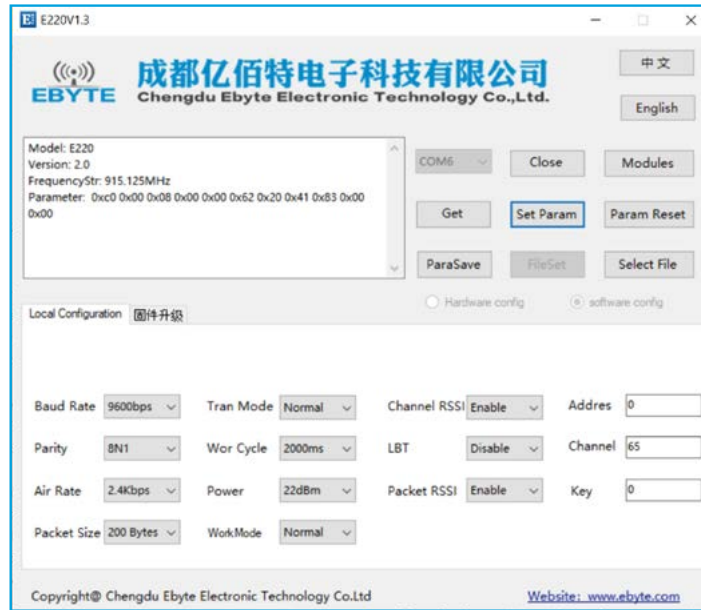 E220V1.3
中文
EBYTE
成都亿佰特电子科技有限公司
Chengdu Ebyte Electronic Technology Co.,Ltd.
English
Model: E220
Version: 2.0
FrequencyStr: 915.125MHz
Parameter: 0xc0 0x00 0x08 0x00 0x00 0x62 0x20 0x41 0x83 0x00
0x00
COM6 Close Modules
Get Set Param Param Reset
ParaSave FileSet Select File
Hardware config software config
Local Configuration 固件升级
Baud Rate 9600bps Tran Mode Normal Channel RSSI Enable Addres 0
Parity 8N1 Wor Cycle 2000ms LBT Disable Channel 65
Air Rate 2.4Kbps Power 22dBm Packet RSSI Enable Key 0
Packet Size 200 Bytes WorkMode Normal
Copyright@ Chengdu Ebyte Electronic Technology Co.Ltd Website: www.ebyte.com